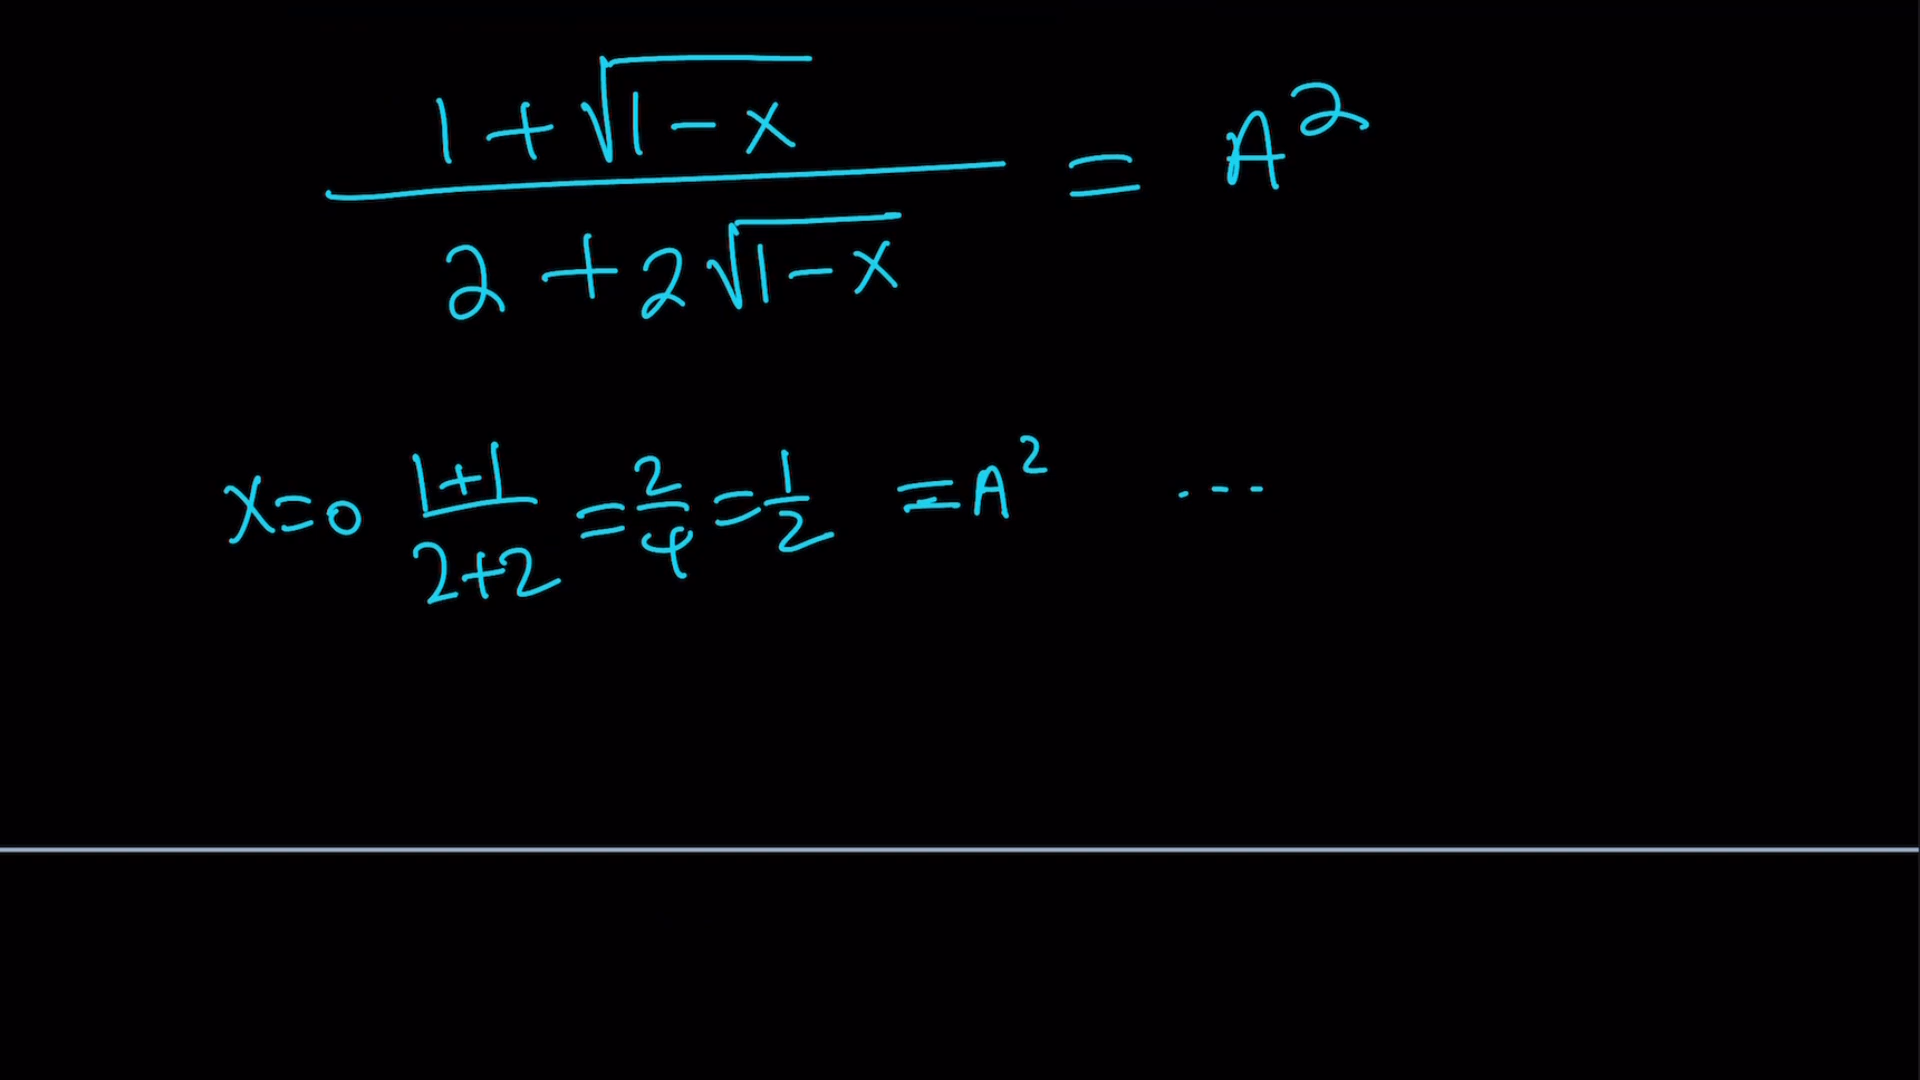 (1 + √(1 - x)) / (2 + 2√(1 - x)) = A²
x = 0 (1+1)/(2+2) = 2/4 = 1/2 = A² ...